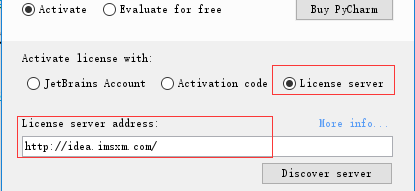 Activate Evaluate for free Buy PyCharm
Activate license with:
JetBrains Account Activation code License server
License server address: More info...
http://idea.imsxm.com/
Discover server